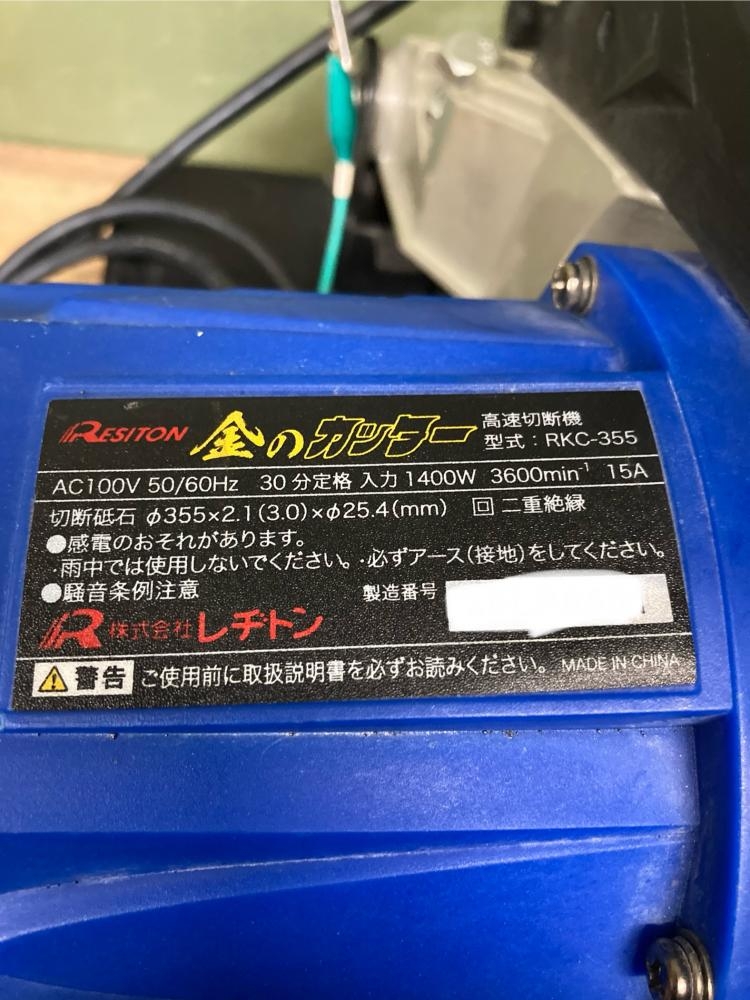 RESITON 金のカッター 高速切断機
型式：RKC-355
AC100V 50/60Hz 30分定格 入力1400W 3600min⁻¹ 15A
切断砥石 φ355×2.1(3.0)×φ25.4(mm) 回 二重絶縁
●感電のおそれがあります。
・雨中では使用しないでください。・必ずアース(接地)をしてください。
●騒音条例注意 製造番号
株式会社レヂトン
警告 ご使用前に取扱説明書を必ずお読みください。 MADE IN CHINA